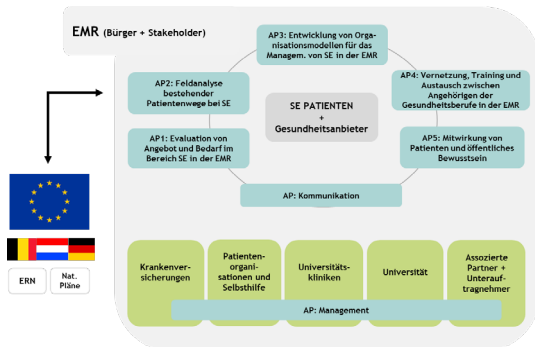 EMR (Bürger + Stakeholder)
AP3: Entwicklung von Orga-
nisationsmodellen für das
Managem. von SE in der EMR
AP2: Feldanalyse
bestehender
Patientenwege bei SE
AP4: Vernetzung, Training und
Austausch zwischen
Angehörigen der
Gesundheitsberufe in der EMR
SE PATIENTEN
+
Gesundheitsanbieter
AP1: Evaluation von
Angebot und Bedarf im
Bereich SE in der EMR
AP5: Mitwirkung von
Patienten und öffentliches
Bewusstsein
AP: Kommunikation
ERN
Nat.
Pläne
Krankenver-
sicherungen
Patienten-
organi-
sationen und
Selbsthilfe
Universitäts-
kliniken
Universität
Assozierte
Partner +
Unterauf-
tragnehmer
AP: Management